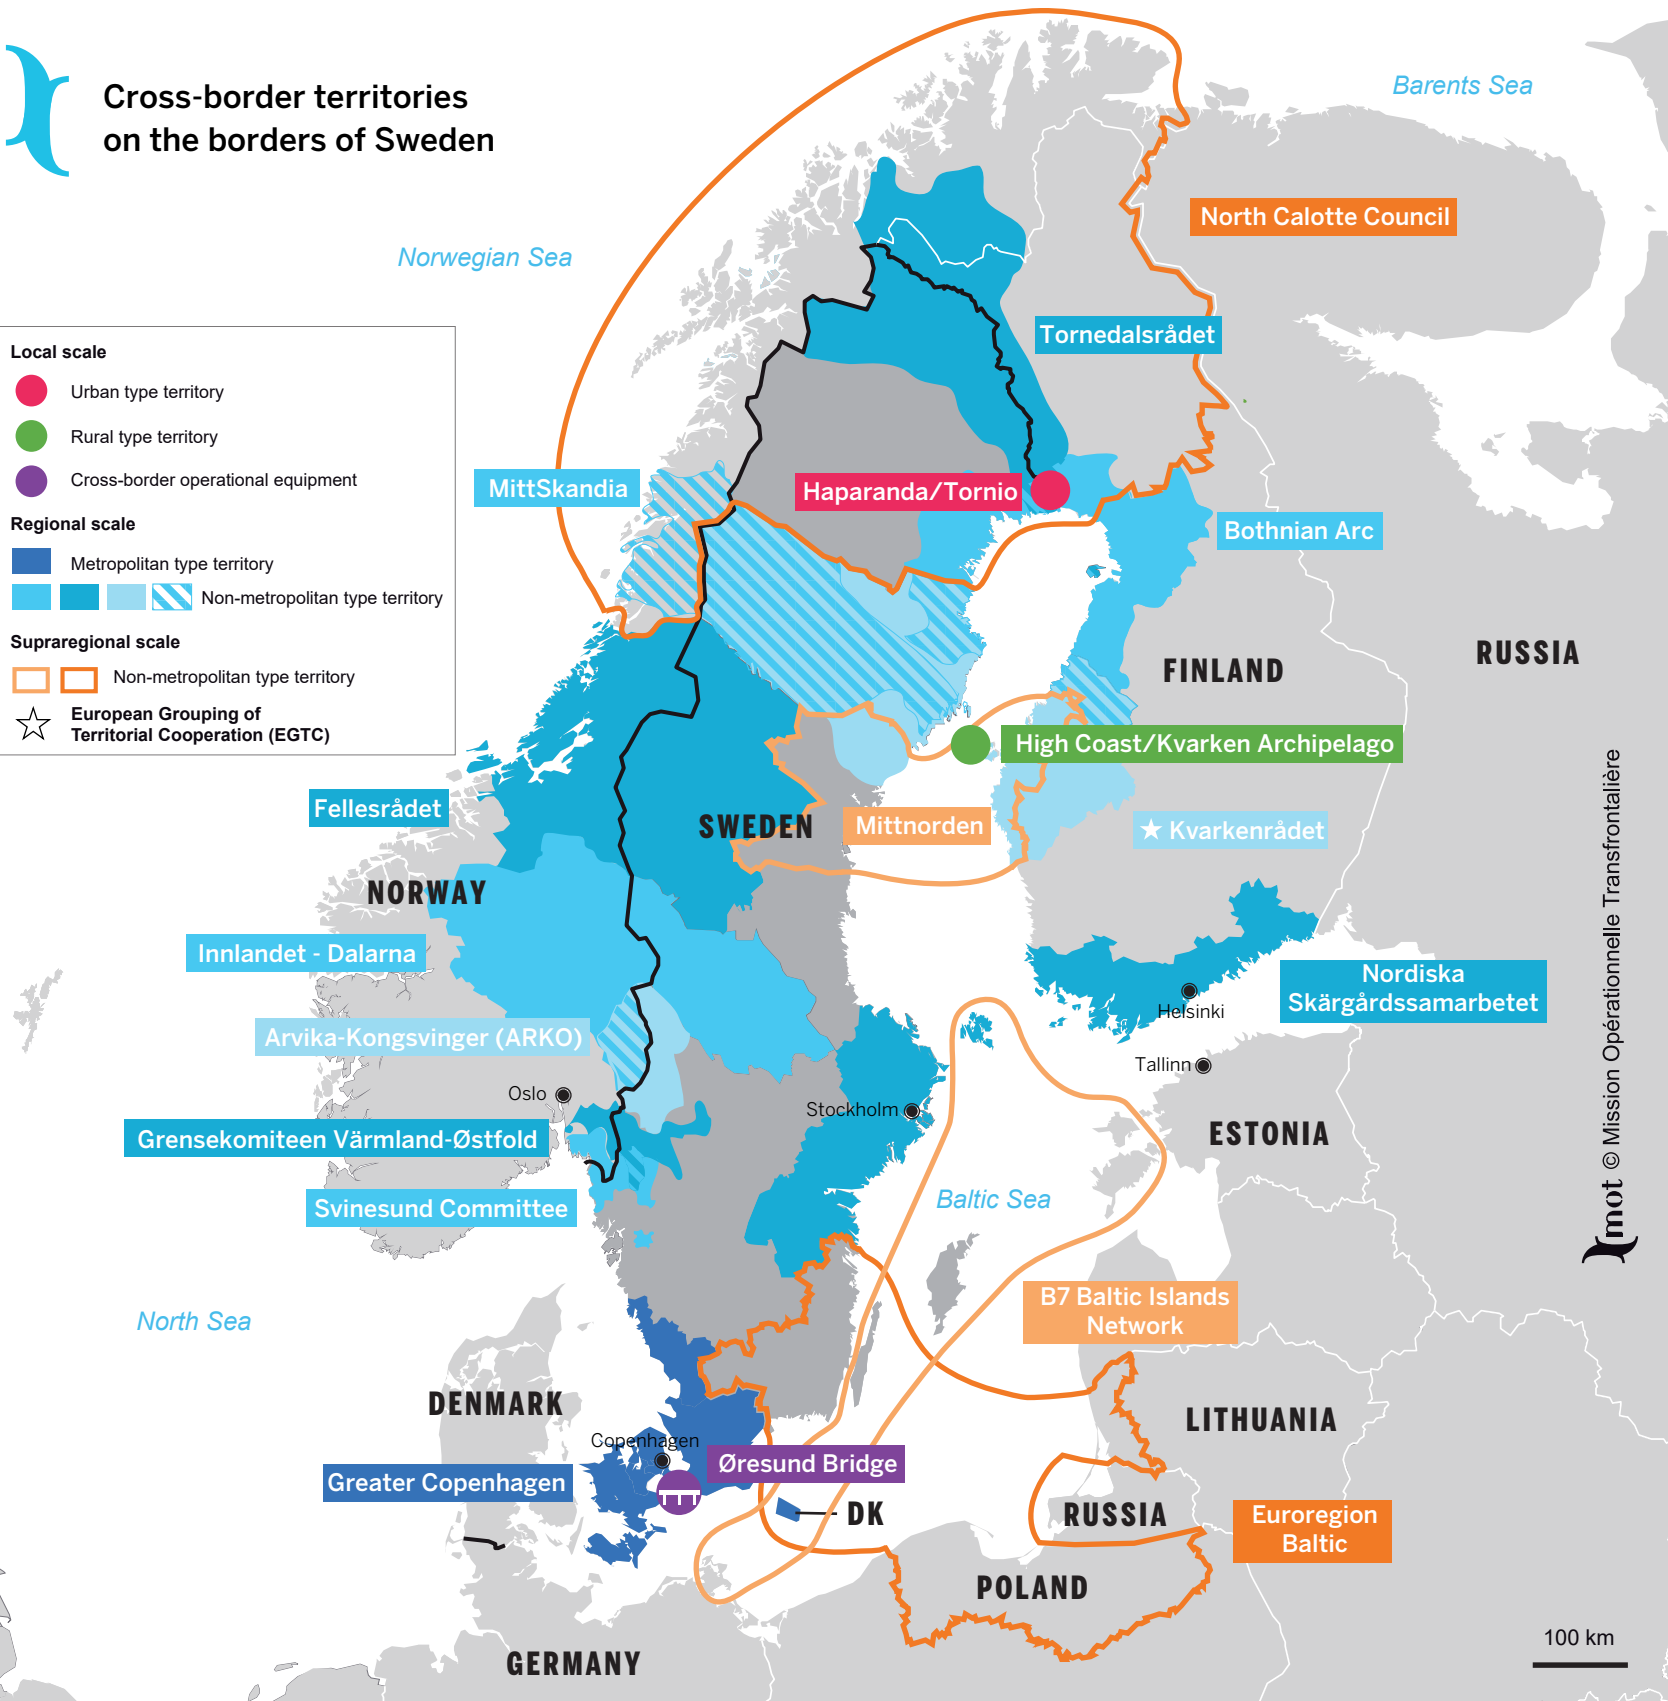 Cross-border territories
on the borders of Sweden
Barents Sea
North Calotte Council
Norwegian Sea
Tornedalsrådet
Local scale
Urban type territory
Rural type territory
Cross-border operational equipment
Regional scale
Metropolitan type territory
Non-metropolitan type territory
Supraregional scale
Non-metropolitan type territory
European Grouping of
Territorial Cooperation (EGTC)
MittSkandia
Haparanda/Tornio
Bothnian Arc
FINLAND
RUSSIA
High Coast/Kvarken Archipelago
Fellesrådet
SWEDEN
Mittnorden
★ Kvarkenrådet
NORWAY
Innlandet - Dalarna
Nordiska
Skärgårdssamarbetet
Helsinki
Arvika-Kongsvinger (ARKO)
Tallinn
Oslo
Stockholm
Grensekomiteen Värmland-Østfold
ESTONIA
Svinesund Committee
Baltic Sea
North Sea
B7 Baltic Islands
Network
DENMARK
LITHUANIA
Copenhagen
Øresund Bridge
Greater Copenhagen
DK
RUSSIA
Euroregion
Baltic
POLAND
GERMANY
100 km
mot © Mission Opérationnelle Transfrontalière